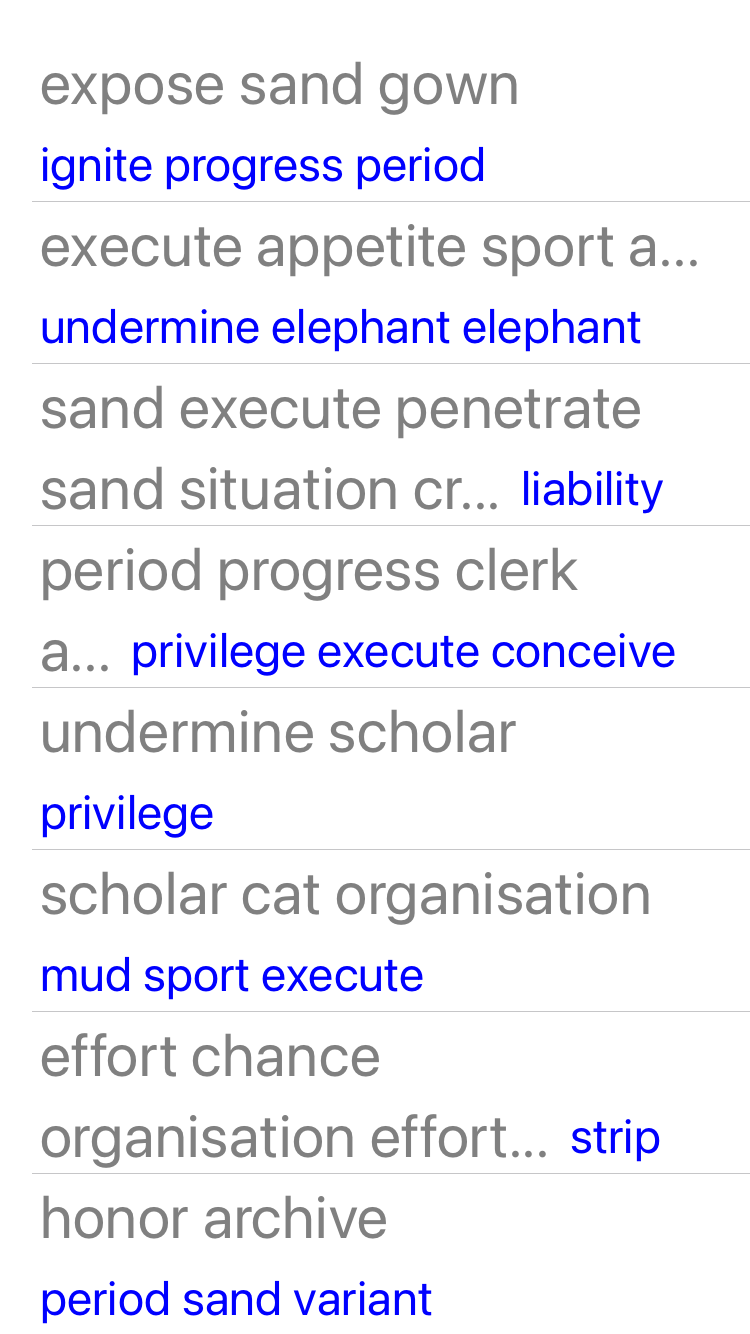 expose sand gown
ignite progress period
execute appetite sport a...
undermine elephant elephant
sand execute penetrate
sand situation cr... liability
period progress clerk
a... privilege execute conceive
undermine scholar
privilege
scholar cat organisation
mud sport execute
effort chance
organisation effort... strip
honor archive
period sand variant